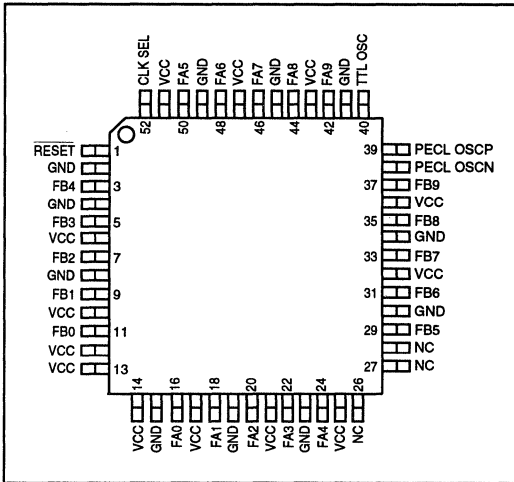 CLK SEL
VCC
FA5
GND
FA6
VCC
FA7
GND
FA8
VCC
FA9
GND
TTL OSC
52
50
48
46
44
42
40
RESET 1
GND
FB4 3
GND
FB3 5
VCC
FB2 7
GND
FB1 9
VCC
FB0 11
VCC
VCC 13
39 PECL OSCP
PECL OSCN
37 FB9
VCC
35 FB8
GND
33 FB7
VCC
31 FB6
GND
29 FB5
NC
27 NC
14
16
18
20
22
24
26
VCC
GND
FA0
VCC
FA1
GND
FA2
VCC
FA3
GND
FA4
VCC
NC